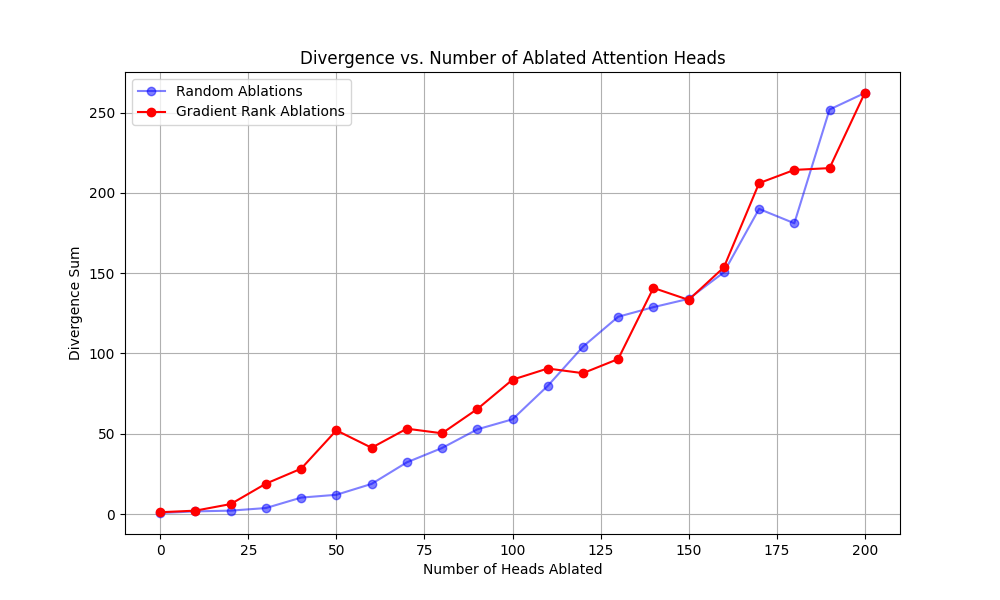 Divergence vs. Number of Ablated Attention Heads
Random Ablations
Gradient Rank Ablations
Divergence Sum
250
200
150
100
50
0
0 25 50 75 100 125 150 175 200
Number of Heads Ablated